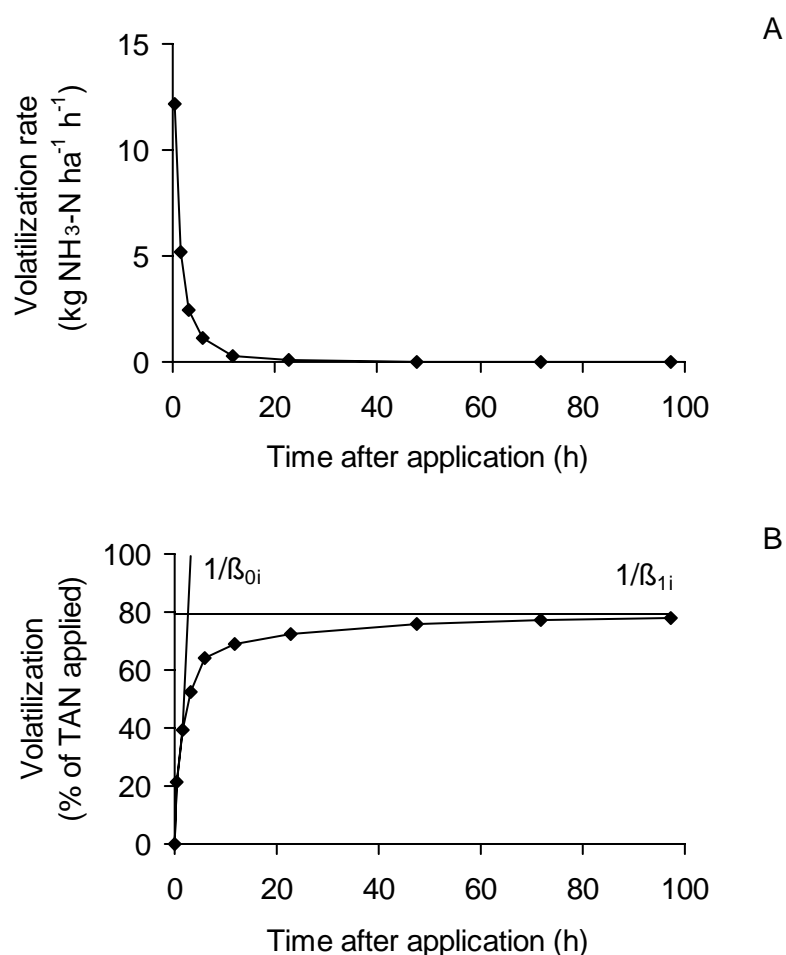 A
Volatilization rate
(kg NH₃-N ha⁻¹ h⁻¹)
15
10
5
0
0 20 40 60 80 100
Time after application (h)
B
Volatilization
(% of TAN applied)
100
80
60
40
20
0
1/ß₀ᵢ
1/ß₁ᵢ
0 20 40 60 80 100
Time after application (h)